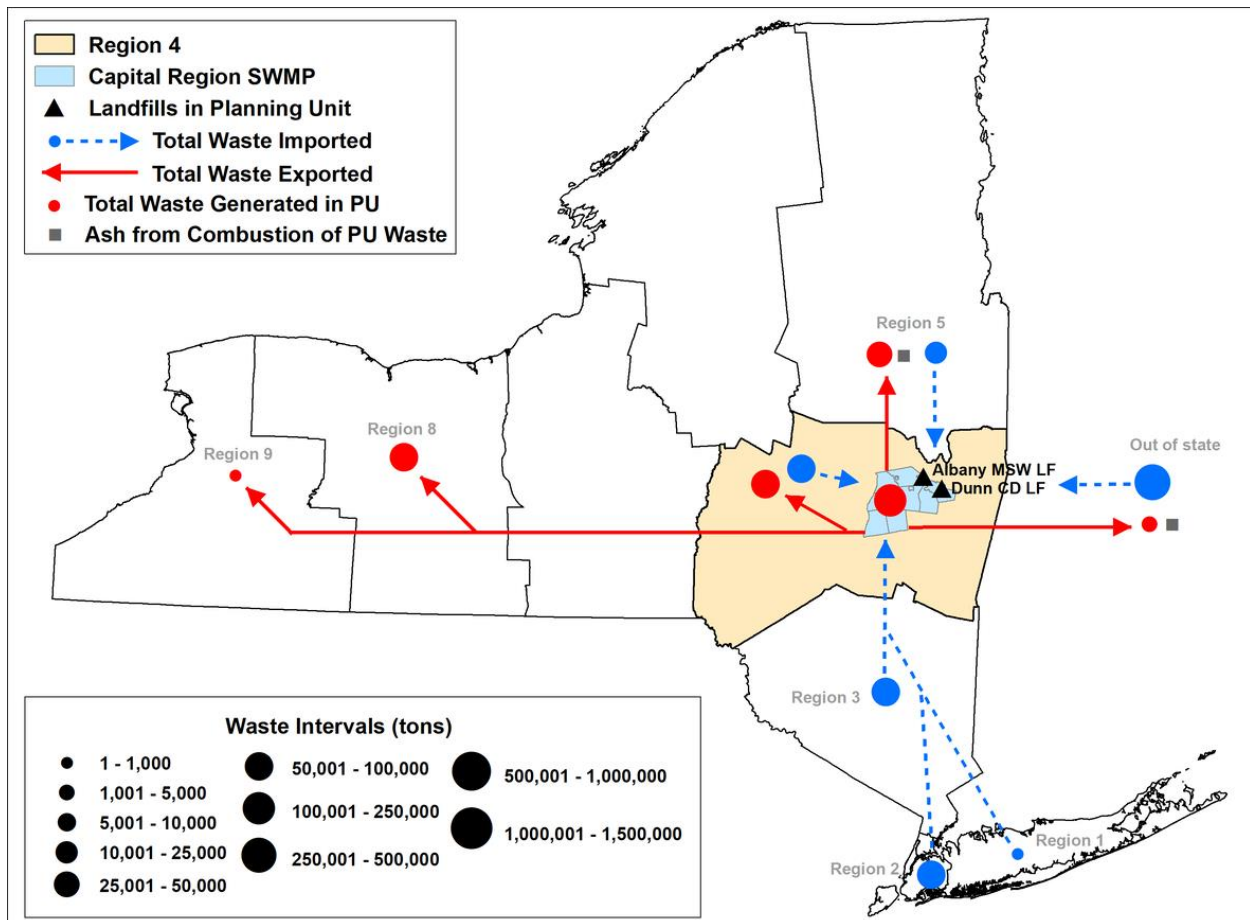 Region 4
Capital Region SWMP
Landfills in Planning Unit
Total Waste Imported
Total Waste Exported
Total Waste Generated in PU
Ash from Combustion of PU Waste
Region 5
Region 8
Region 9
Out of state
Albany MSW LF
Dunn CD LF
Region 3
Region 1
Region 2
Waste Intervals (tons)
1 - 1,000
1,001 - 5,000
5,001 - 10,000
10,001 - 25,000
25,001 - 50,000
50,001 - 100,000
100,001 - 250,000
250,001 - 500,000
500,001 - 1,000,000
1,000,001 - 1,500,000